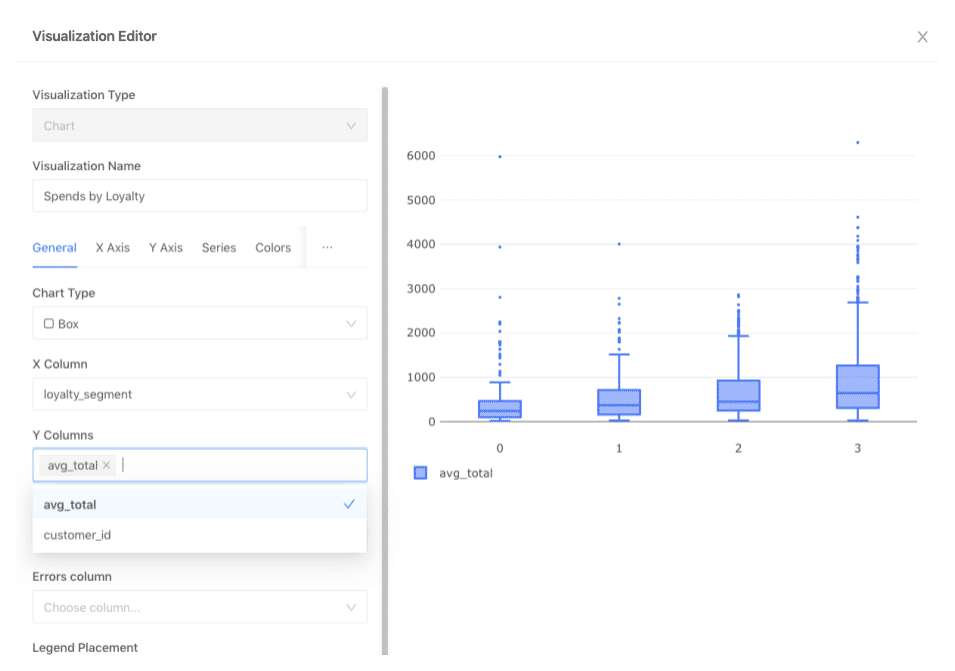 Visualization Editor
Visualization Type
Chart
Visualization Name
Spends by Loyalty
General X Axis Y Axis Series Colors ...
Chart Type
Box
X Column
loyalty_segment
Y Columns
avg_total
avg_total
customer_id
Errors column
Choose column...
Legend Placement
6000
5000
4000
3000
2000
1000
0
0 1 2 3
avg_total